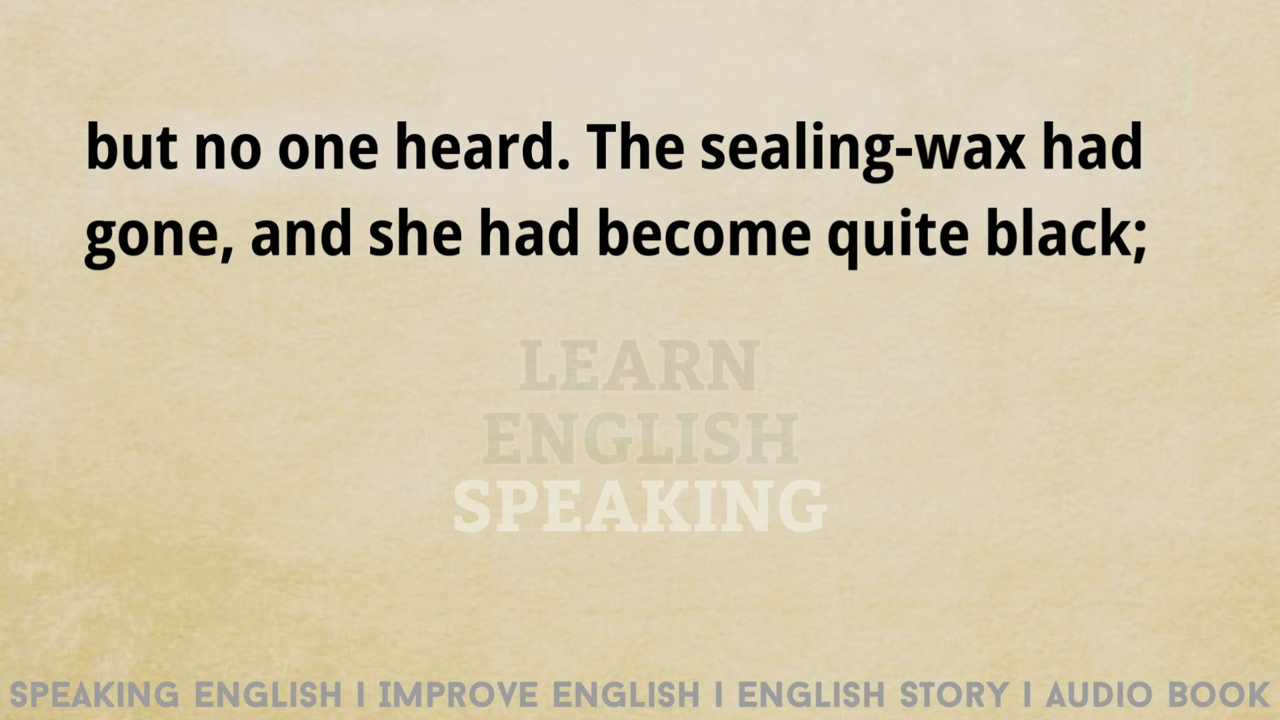 but no one heard. The sealing-wax had
gone, and she had become quite black;
LEARN
ENGLISH
SPEAKING
SPEAKING ENGLISH | IMPROVE ENGLISH | ENGLISH STORY | AUDIO BOOK